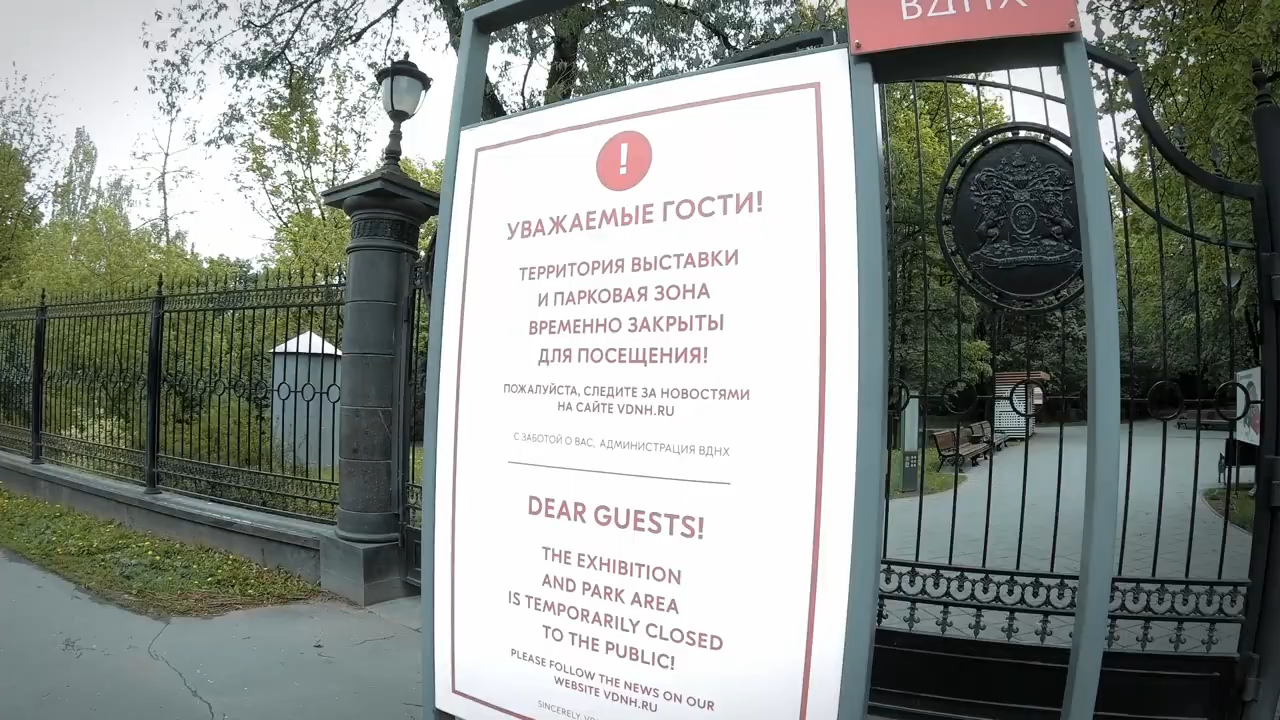 ВДНХ
!
УВАЖАЕМЫЕ ГОСТИ!
ТЕРРИТОРИЯ ВЫСТАВКИ
И ПАРКОВАЯ ЗОНА
ВРЕМЕННО ЗАКРЫТЫ
ДЛЯ ПОСЕЩЕНИЯ!
ПОЖАЛУЙСТА, СЛЕДИТЕ ЗА НОВОСТЯМИ
НА САЙТЕ VDNH.RU
С ЗАБОТОЙ О ВАС, АДМИНИСТРАЦИЯ ВДНХ
DEAR GUESTS!
THE EXHIBITION
AND PARK AREA
IS TEMPORARILY CLOSED
TO THE PUBLIC!
PLEASE FOLLOW THE NEWS ON OUR
WEBSITE VDNH.RU
SINCERELY,